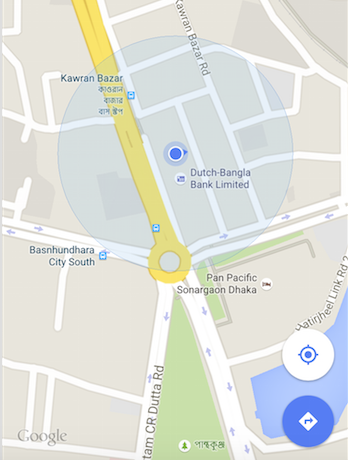 Kawran Bazar Rd
Kawran Bazar
কাওরান
বাজার
বাস স্টপ
Dutch-Bangla
Bank Limited
Basnhundhara
City South
Pan Pacific
Sonargaon Dhaka
Hatirjheel Link Rd
tam CR Dutta Rd
পান্থকুঞ্জ
Google